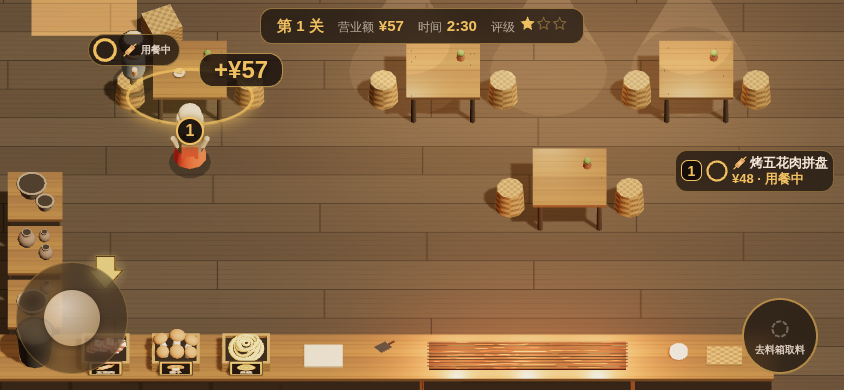 第 1 关 营业额 ¥57 时间 2:30 评级
用餐中
+¥57
1
1 烤五花肉拼盘
¥48 · 用餐中
去料箱取料